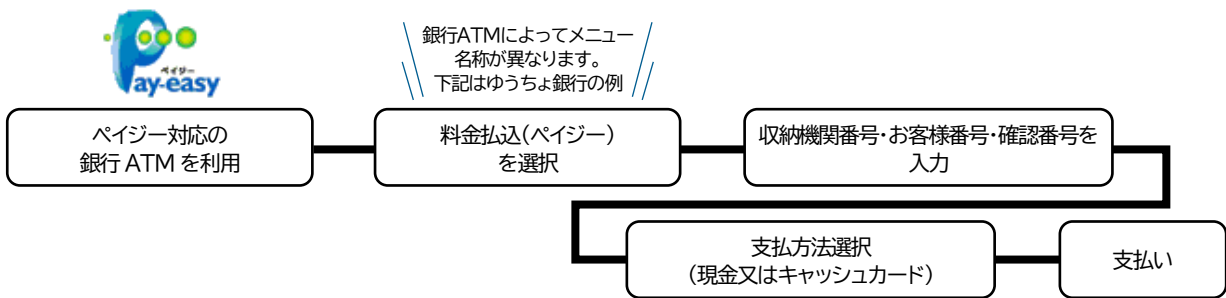 ペイジー
Pay-easy
銀行ATMによってメニュー
名称が異なります。
下記はゆうちょ銀行の例
ペイジー対応の
銀行 ATM を利用
料金払込(ペイジー)
を選択
収納機関番号・お客様番号・確認番号を
入力
支払方法選択
(現金又はキャッシュカード)
支払い